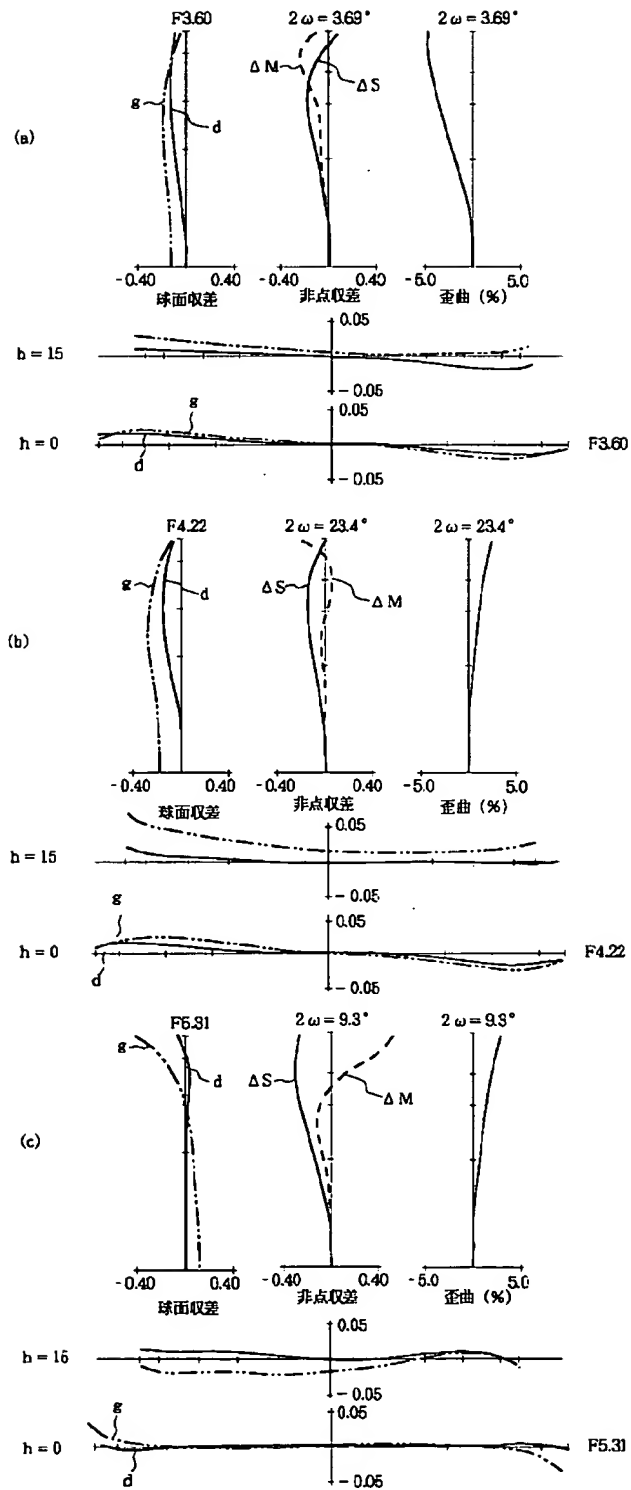 F3.60 2ω = 3.69° 2ω = 3.69°
ΔM
ΔS
g
d
(a)
-0.40 0.40 -0.40 0.40 -5.0 5.0
球面収差 非点収差 歪曲 (%)
0.05
h = 15
-0.05
0.05
g
h = 0 F3.60
d
-0.05
F4.22 2ω = 23.4° 2ω = 23.4°
g
d
ΔS
ΔM
(b)
-0.40 0.40 -0.40 0.40 -5.0 5.0
球面収差 非点収差 歪曲 (%)
0.05
h = 15
-0.05
g
0.05
h = 0 F4.22
d
-0.05
F5.31 2ω = 9.3° 2ω = 9.3°
g
d
ΔS
ΔM
(c)
-0.40 0.40 -0.40 0.40 -5.0 5.0
球面収差 非点収差 歪曲 (%)
0.05
h = 15
-0.05
g
0.05
h = 0 F5.31
d
-0.05